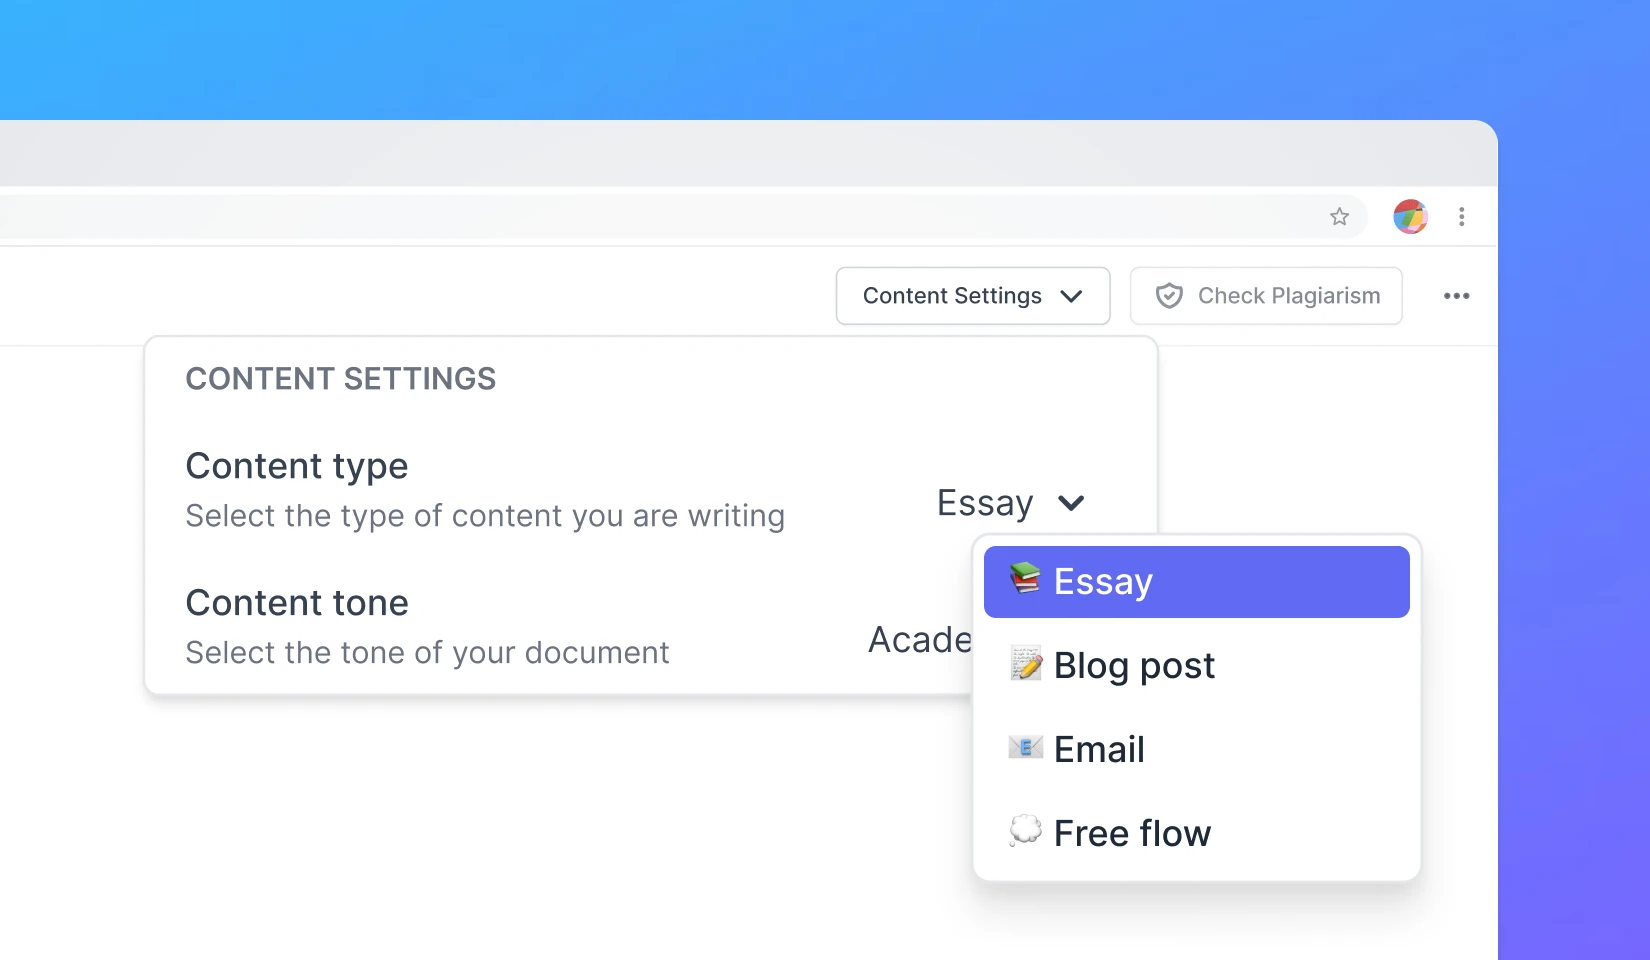 Content Settings
Check Plagiarism
CONTENT SETTINGS
Content type
Select the type of content you are writing
Essay
Content tone
Select the tone of your document
Acade
Essay
Blog post
Email
Free flow